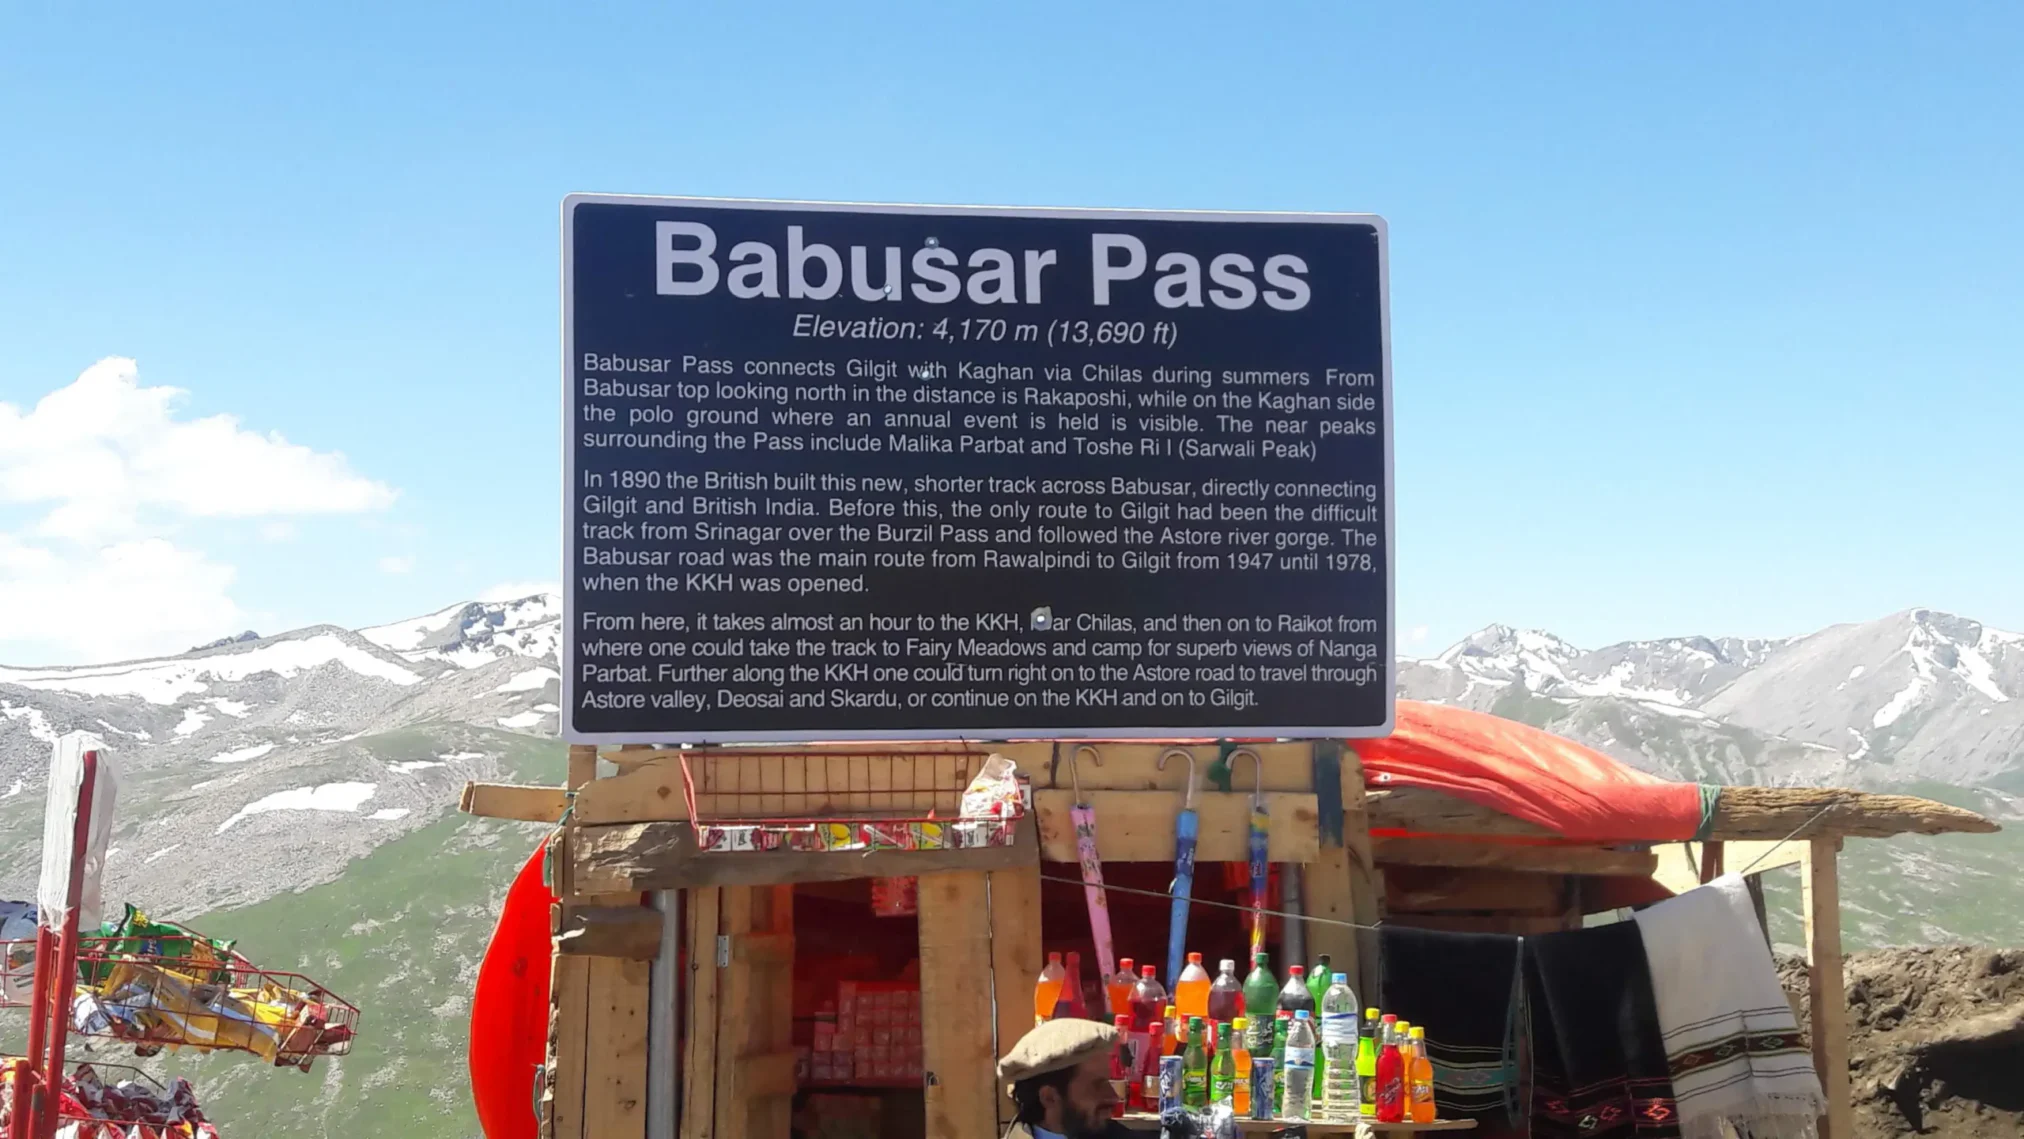 Babusar Pass
Elevation: 4,170 m (13,690 ft)
Babusar Pass connects Gilgit with Kaghan via Chilas during summers From
Babusar top looking north in the distance is Rakaposhi, while on the Kaghan side
the polo ground where an annual event is held is visible. The near peaks
surrounding the Pass include Malika Parbat and Toshe Ri I (Sarwali Peak)
In 1890 the British built this new, shorter track across Babusar, directly connecting
Gilgit and British India. Before this, the only route to Gilgit had been the difficult
track from Srinagar over the Burzil Pass and followed the Astore river gorge. The
Babusar road was the main route from Rawalpindi to Gilgit from 1947 until 1978,
when the KKH was opened.
From here, it takes almost an hour to the KKH, ar Chilas, and then on to Raikot from
where one could take the track to Fairy Meadows and camp for superb views of Nanga
Parbat. Further along the KKH one could turn right on to the Astore road to travel through
Astore valley, Deosai and Skardu, or continue on the KKH and on to Gilgit.